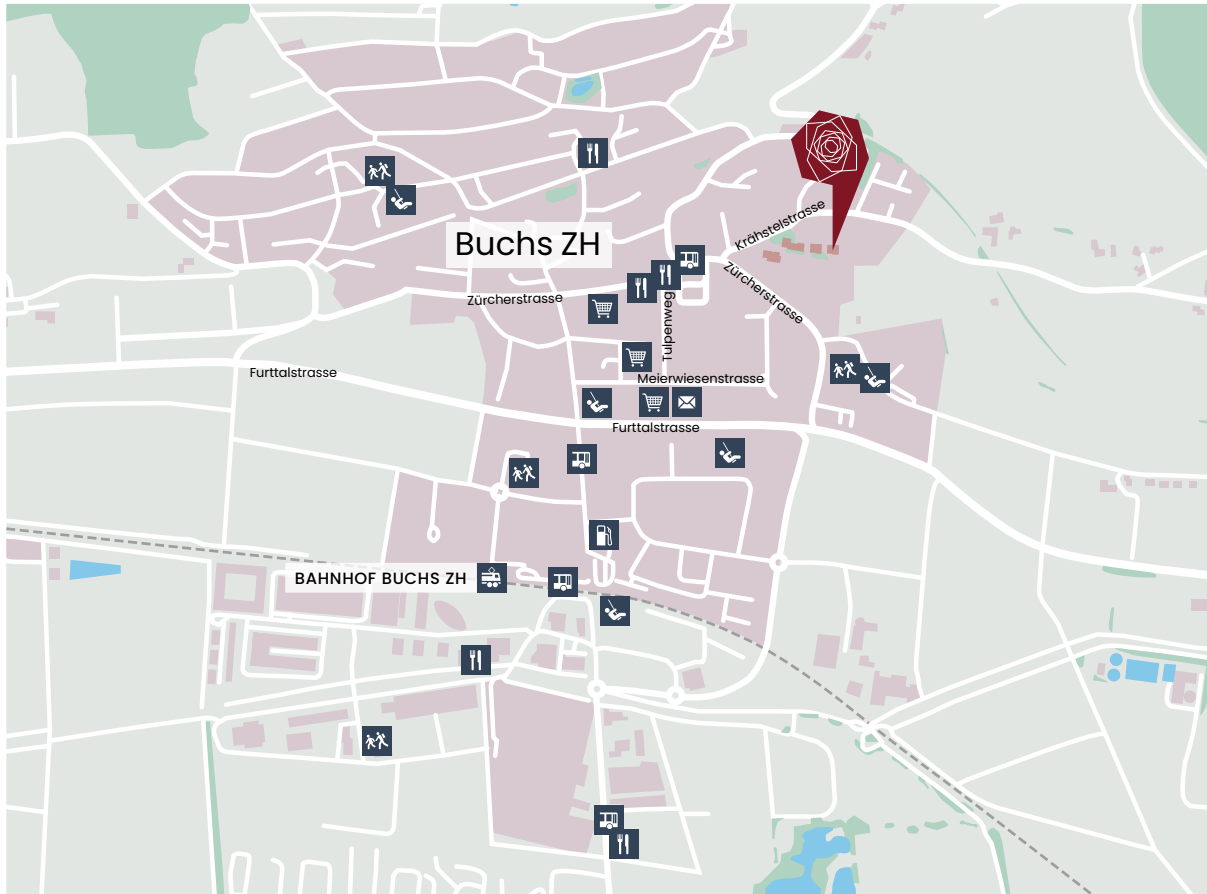 Krähstelstrasse
Buchs ZH
Zürcherstrasse
Zürcherstrasse
Tulpenweg
Furttalstrasse
Meierwiesenstrasse
Furttalstrasse
BAHNHOF BUCHS ZH